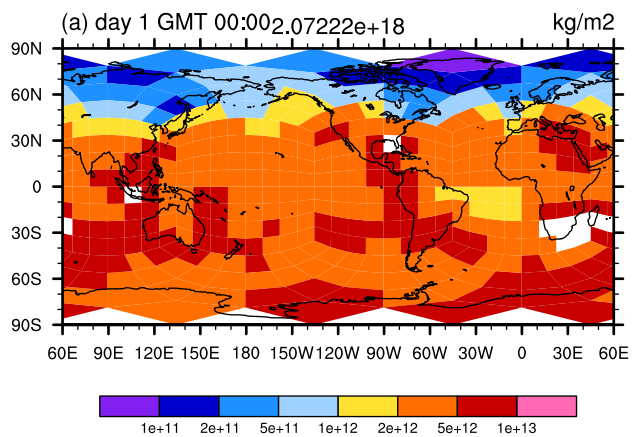 (a) day 1 GMT 00:00 2.07222e+18 kg/m2
90N
60N
30N
0
30S
60S
90S
60E 90E 120E 150E 180 150W 120W 90W 60W 30W 0 30E 60E
1e+11 2e+11 5e+11 1e+12 2e+12 5e+12 1e+13